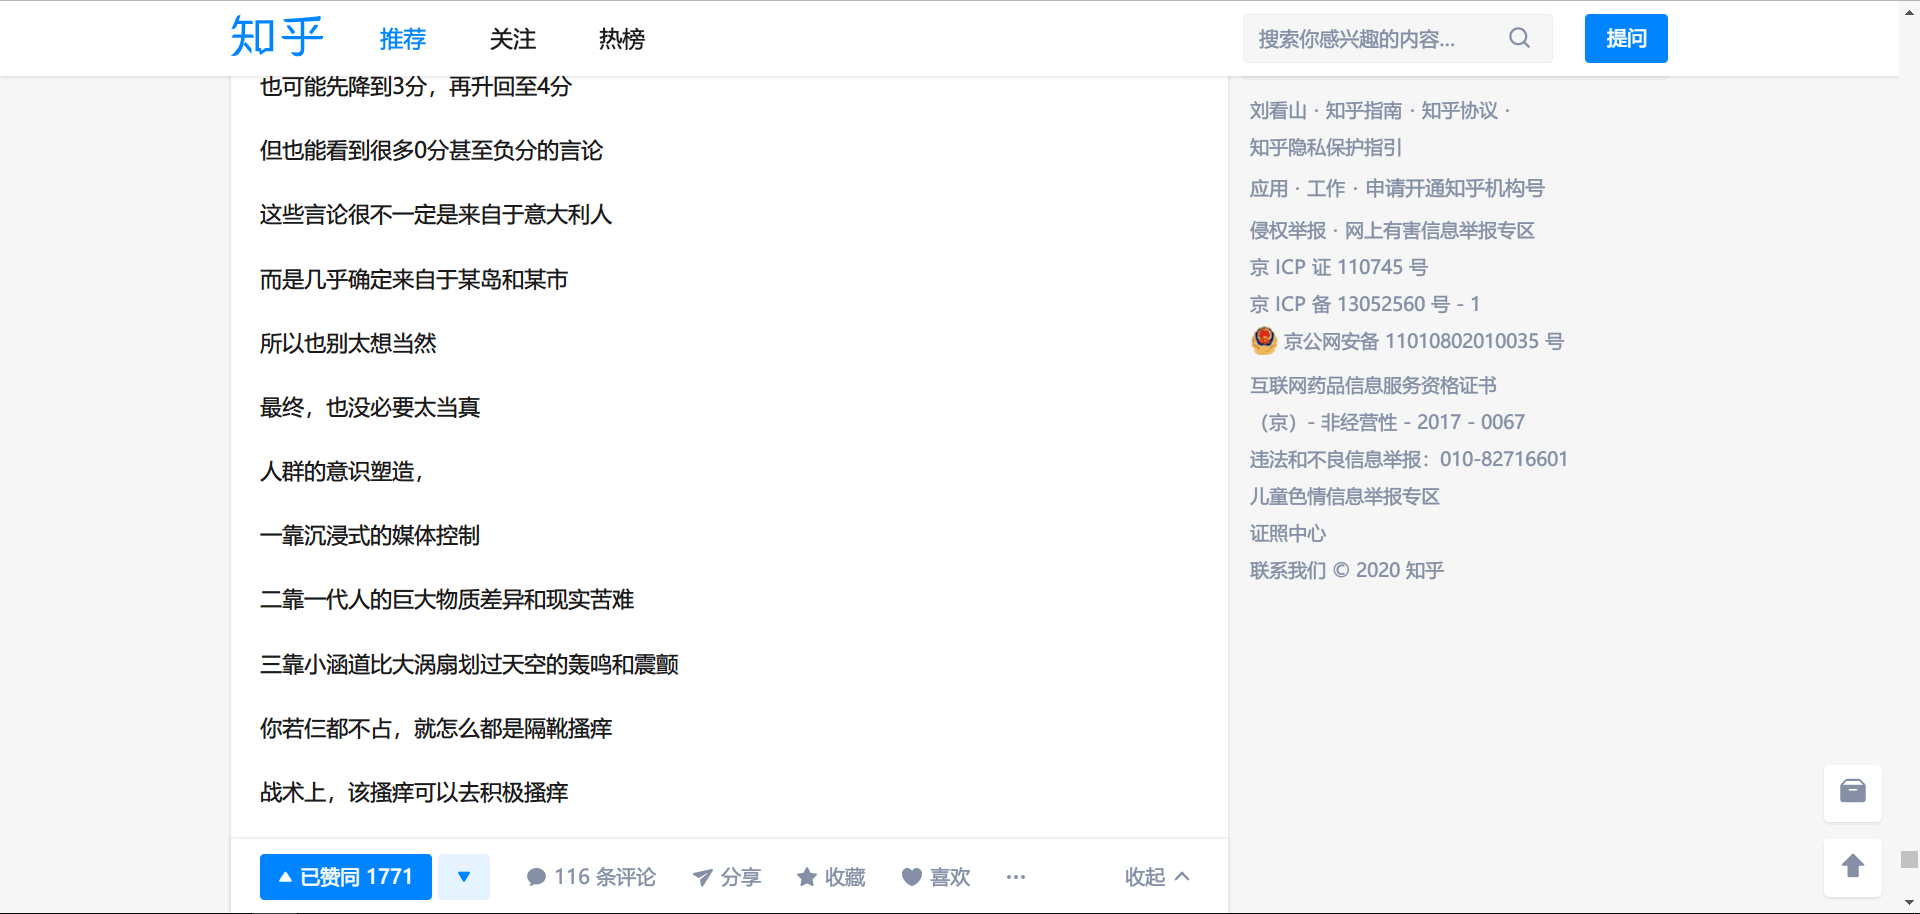 知乎
推荐 关注 热榜
搜索你感兴趣的内容...
提问
也可能先降到3分，再升回至4分
但也能看到很多0分甚至负分的言论
这些言论很不一定是来自于意大利人
而是几乎确定来自于某岛和某市
所以也别太想当然
最终，也没必要太当真
人群的意识塑造，
一靠沉浸式的媒体控制
二靠一代人的巨大物质差异和现实苦难
三靠小涵道比大涡扇划过天空的轰鸣和震颤
你若仨都不占，就怎么都是隔靴搔痒
战术上，该搔痒可以去积极搔痒
已赞同 1771
116 条评论 分享 收藏 喜欢 ··· 收起
刘看山 · 知乎指南 · 知乎协议 ·
知乎隐私保护指引
应用 · 工作 · 申请开通知乎机构号
侵权举报 · 网上有害信息举报专区
京 ICP 证 110745 号
京 ICP 备 13052560 号 - 1
京公网安备 11010802010035 号
互联网药品信息服务资格证书
（京）- 非经营性 - 2017 - 0067
违法和不良信息举报：010-82716601
儿童色情信息举报专区
证照中心
联系我们 © 2020 知乎